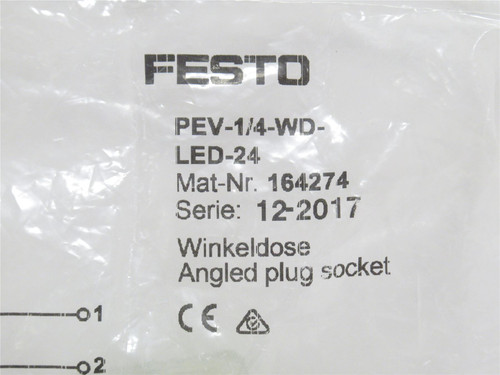 FESTO
PEV-1/4-WD-
LED-24
Mat-Nr. 164274
Serie: 12-2017
Winkeldose
Angled plug socket
CE
1
2